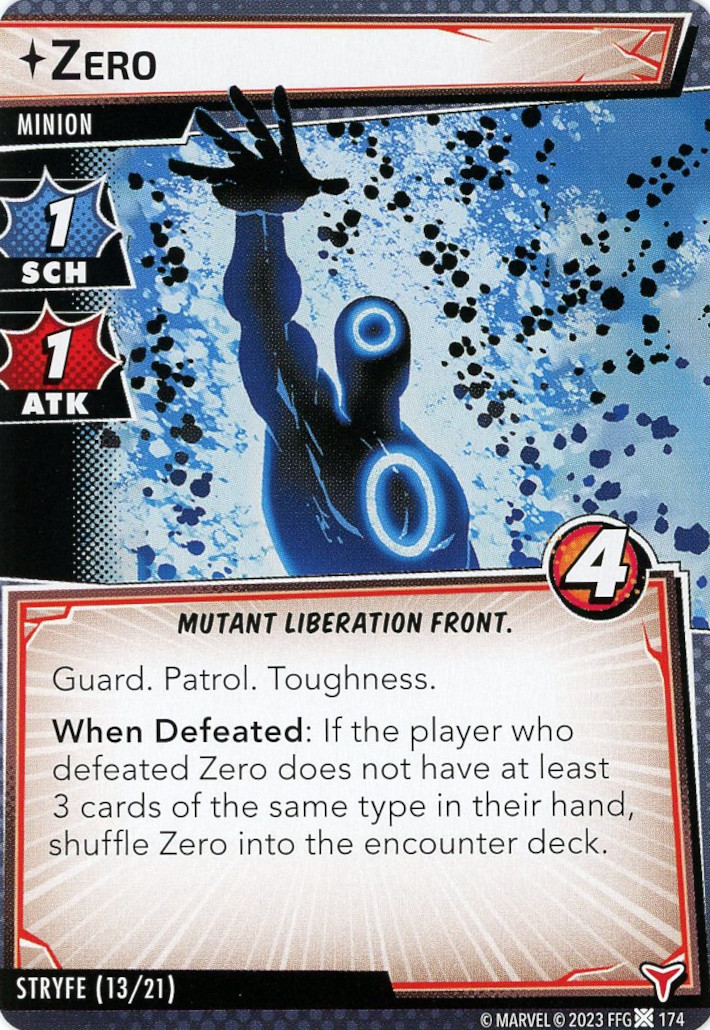 Zero
MINION
1
SCH
1
ATK
4
MUTANT LIBERATION FRONT.
Guard. Patrol. Toughness.
When Defeated: If the player who
defeated Zero does not have at least
3 cards of the same type in their hand,
shuffle Zero into the encounter deck.
STRYFE (13/21)
© MARVEL © 2023 FFG 174